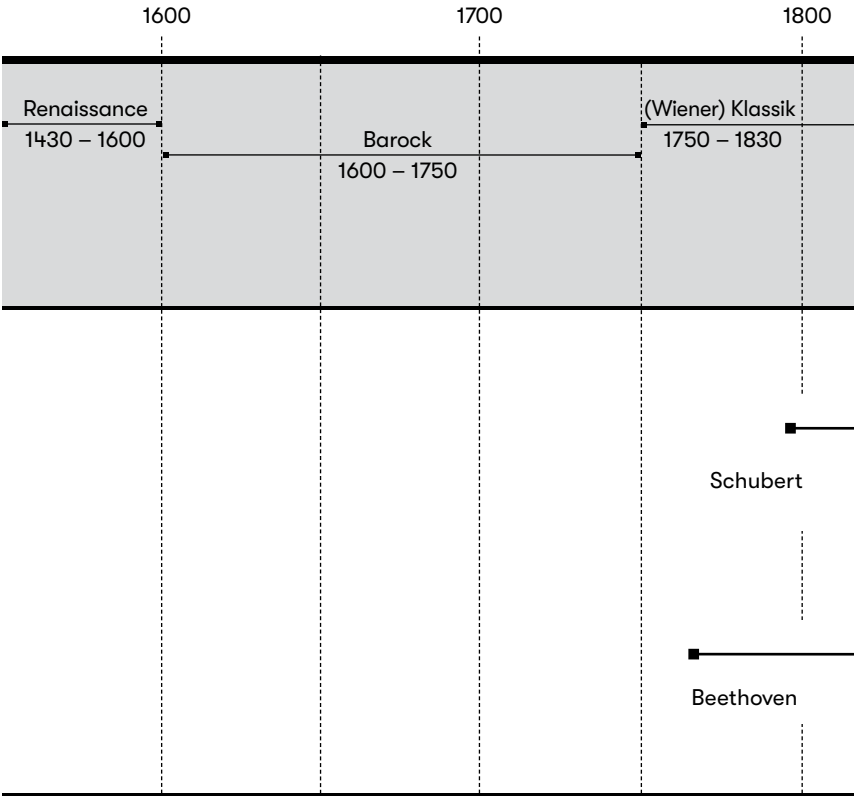 1600 1700 1800
Renaissance
1430 – 1600
Barock
1600 – 1750
(Wiener) Klassik
1750 – 1830
Schubert
Beethoven